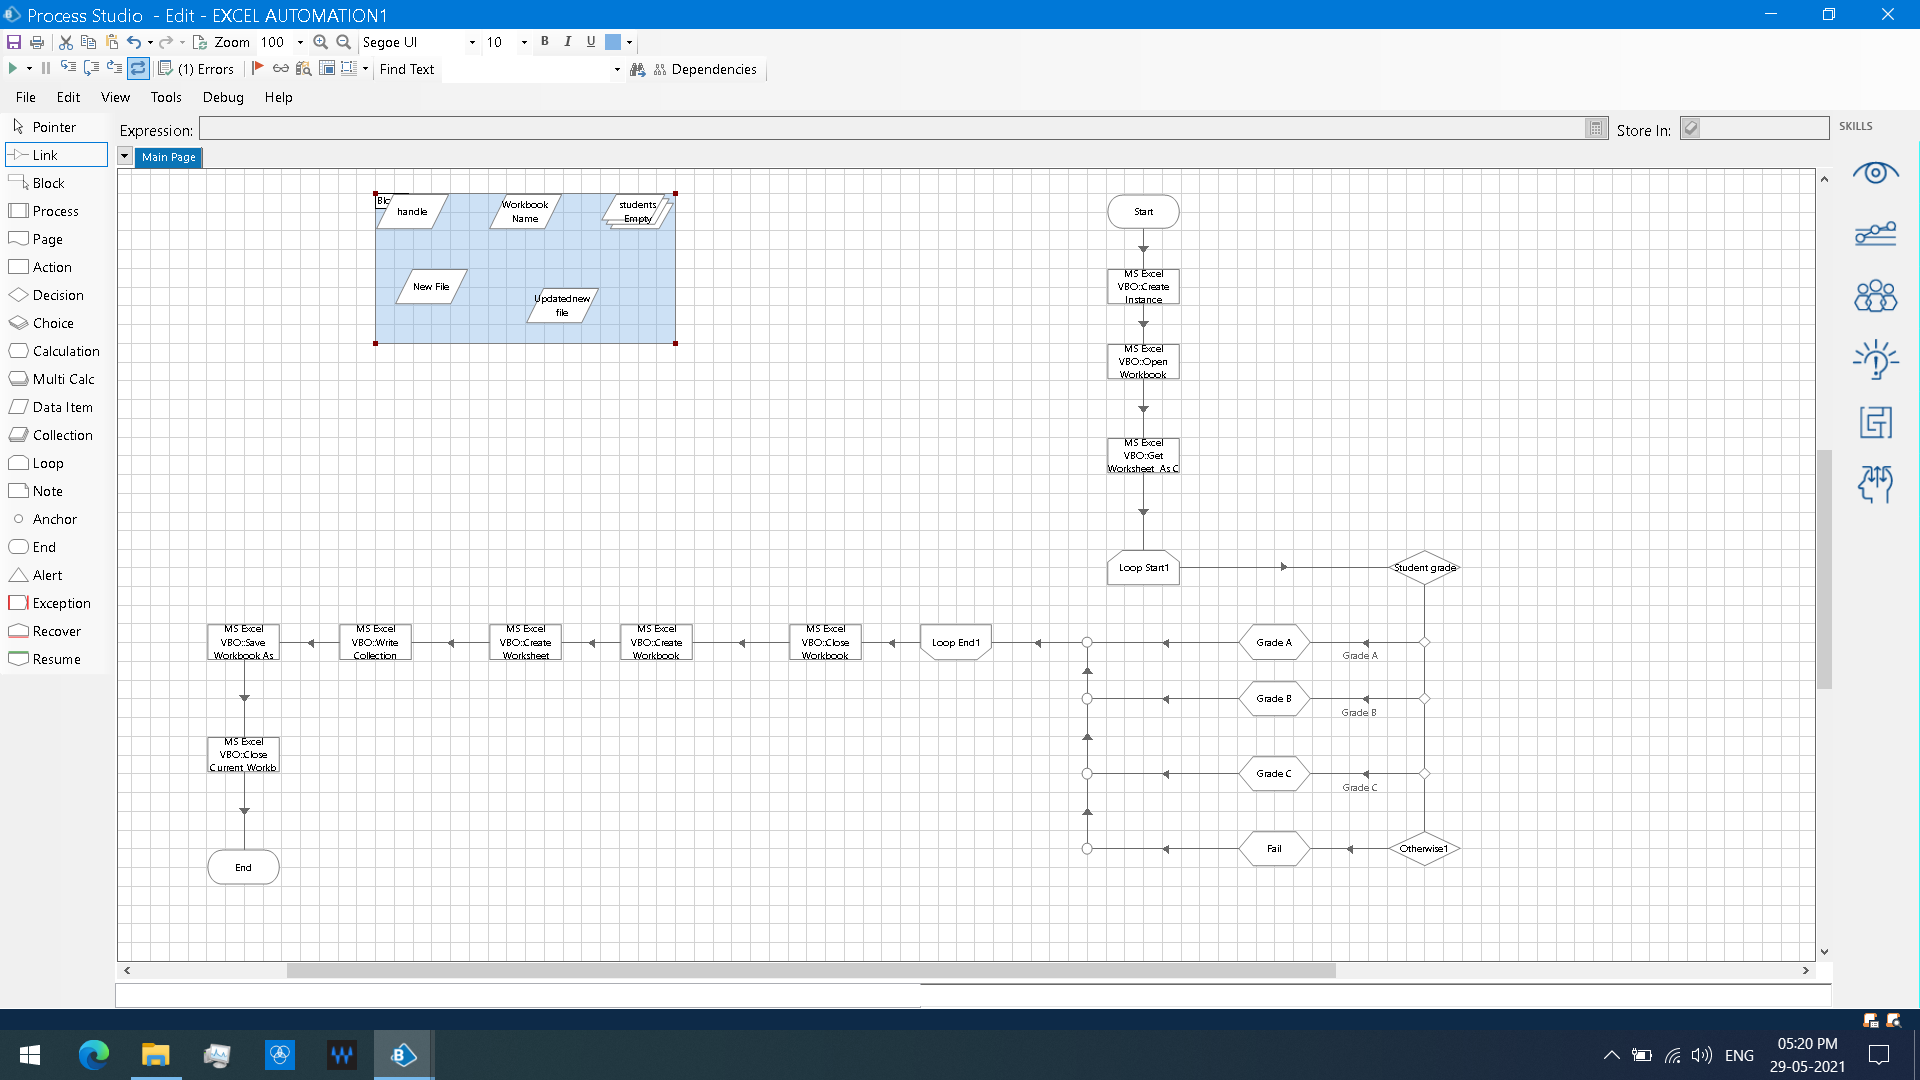 Process Studio - Edit - EXCEL AUTOMATION1
Zoom 100 Segoe UI 10 B I U
(1) Errors Find Text Dependencies
File Edit View Tools Debug Help
Expression: Store In: SKILLS
Main Page
Pointer
Link
Block
Process
Page
Action
Decision
Choice
Calculation
Multi Calc
Data Item
Collection
Loop
Note
Anchor
End
Alert
Exception
Recover
Resume
handle
Workbook
Name
students
Empty
New File
Updatednew
file
Start
MS Excel
VBO::Create
Instance
MS Excel
VBO::Open
Workbook
MS Excel
VBO::Get
Worksheet As C
Loop Start1
Student grade
Grade A
Grade A
Grade B
Grade B
Grade C
Grade C
Otherwise1
Fail
Loop End1
MS Excel
VBO::Close
Workbook
MS Excel
VBO::Create
Workbook
MS Excel
VBO::Create
Worksheet
MS Excel
VBO::Write
Collection
MS Excel
VBO::Save
Workbook As
MS Excel
VBO::Close
Current Workb
End
ENG
05:20 PM
29-05-2021